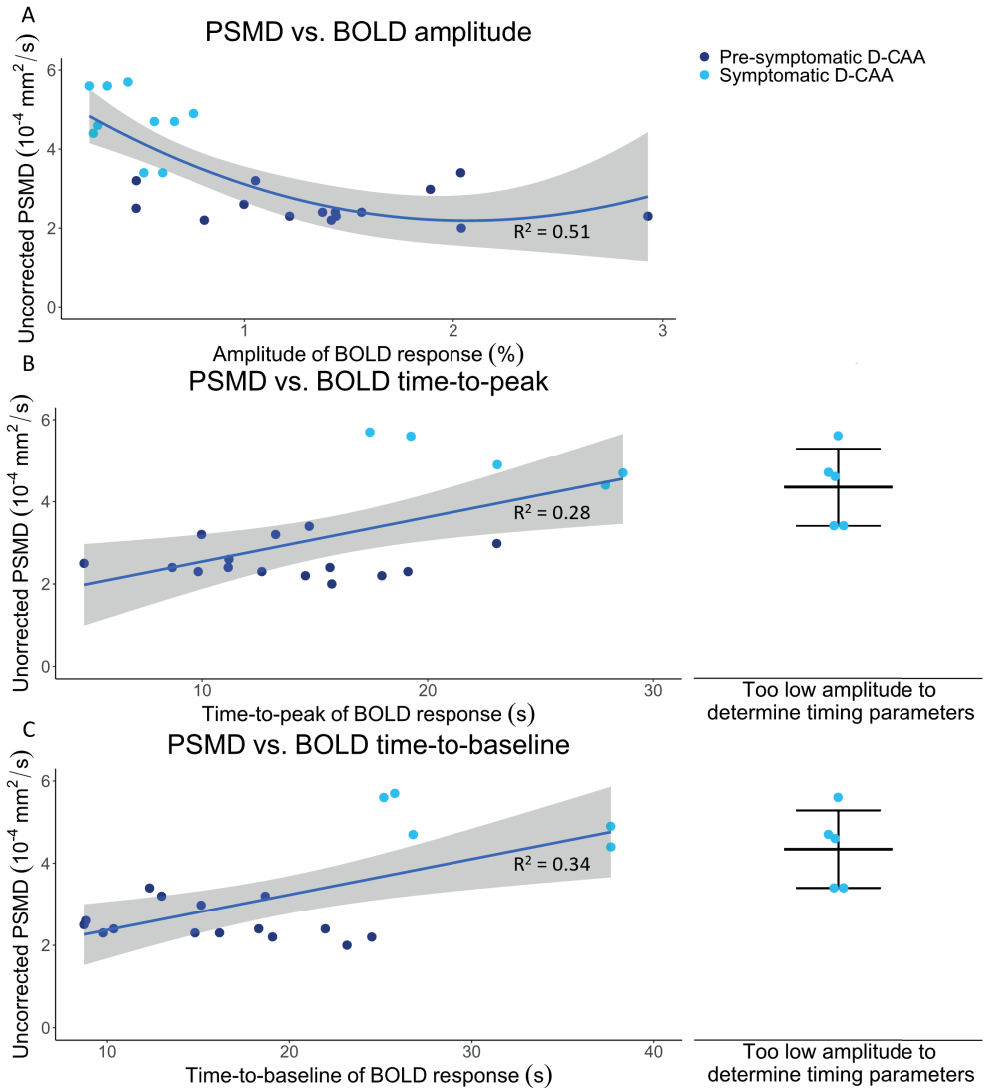 A
PSMD vs. BOLD amplitude
Uncorrected PSMD (10⁻⁴ mm²/s)
6
4
2
0
R² = 0.51
1
2
3
Amplitude of BOLD response (%)
Pre-symptomatic D-CAA
Symptomatic D-CAA
B
PSMD vs. BOLD time-to-peak
Unorrected PSMD (10⁻⁴ mm²/s)
6
4
2
0
R² = 0.28
10
20
30
Time-to-peak of BOLD response (s)
Too low amplitude to
determine timing parameters
C
PSMD vs. BOLD time-to-baseline
Uncorrected PSMD (10⁻⁴ mm²/s)
6
4
2
0
R² = 0.34
10
20
30
40
Time-to-baseline of BOLD response (s)
Too low amplitude to
determine timing parameters